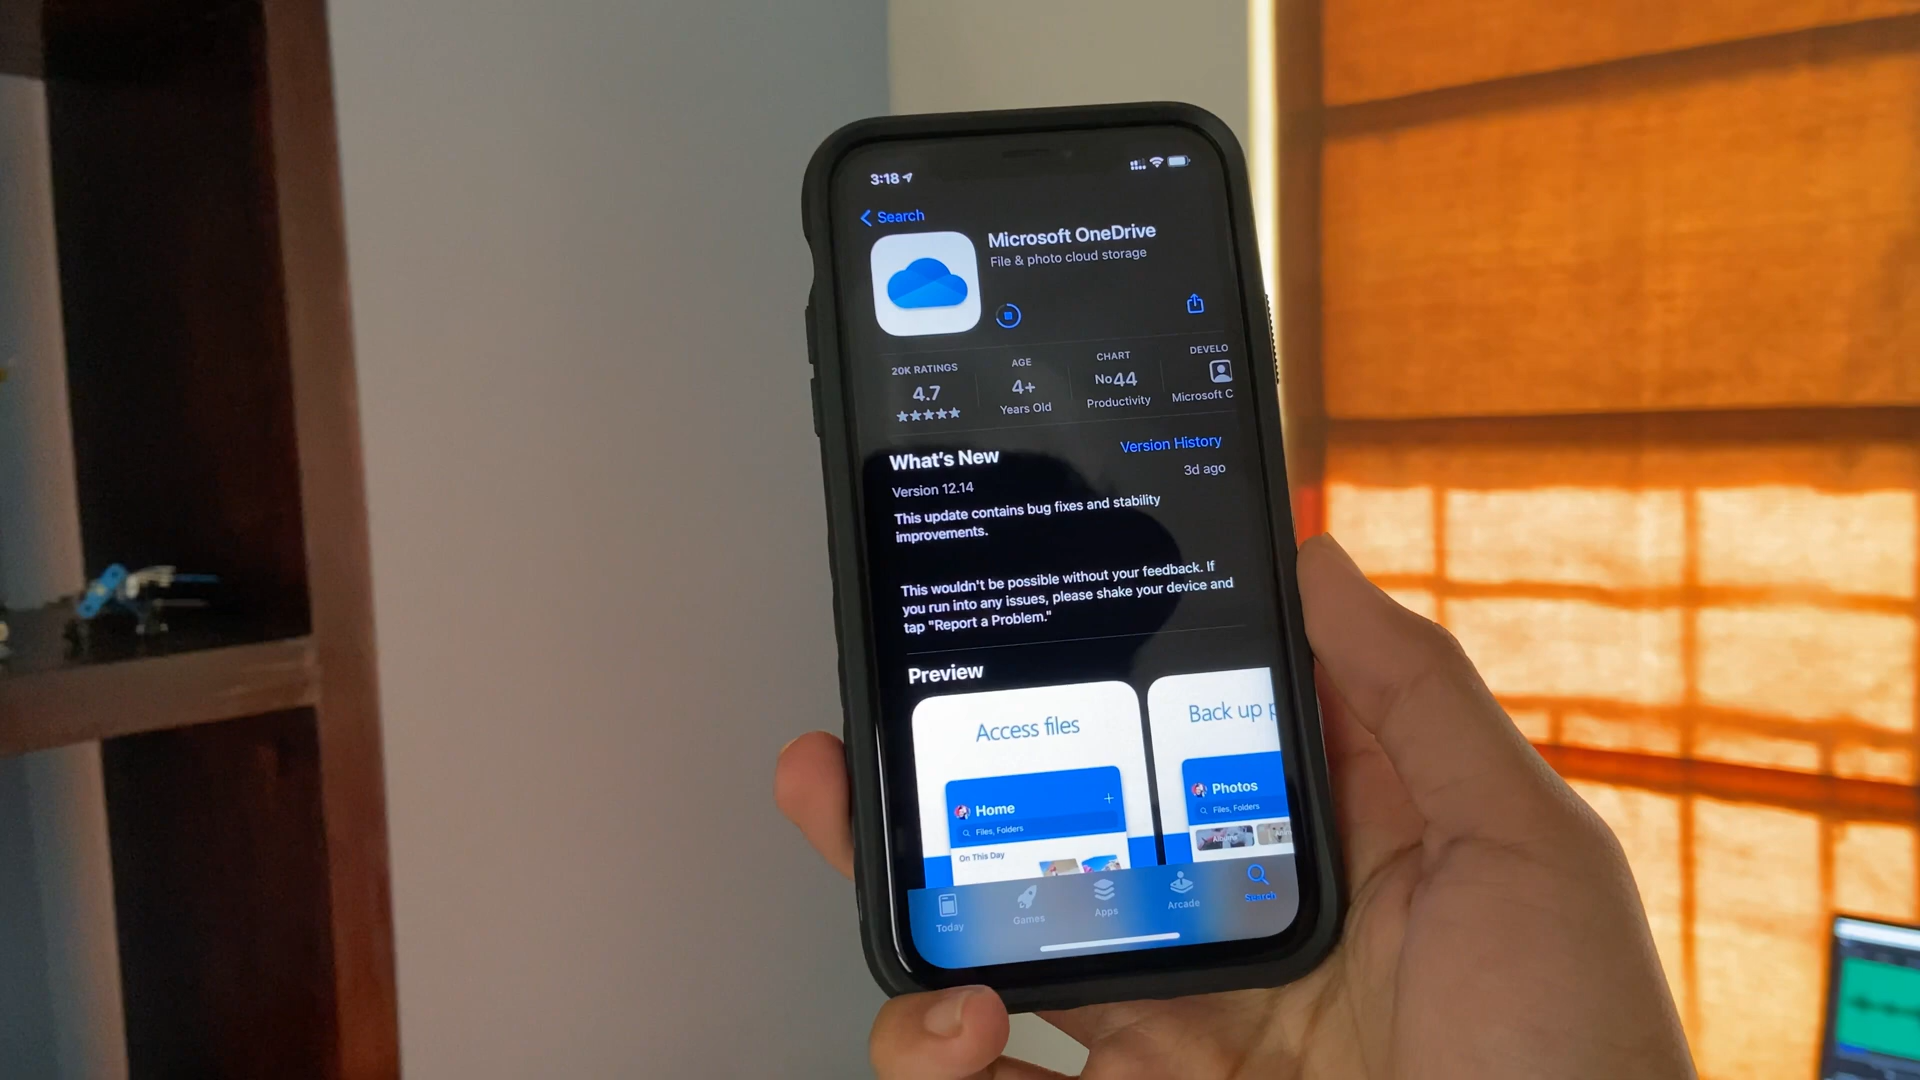 3:18
Search
Microsoft OneDrive
File & photo cloud storage
20K RATINGS
4.7
AGE
4+
Years Old
CHART
No44
Productivity
DEVELO
Microsoft C
What's New
Version History
Version 12.14
3d ago
This update contains bug fixes and stability
improvements.
This wouldn't be possible without your feedback. If
you run into any issues, please shake your device and
tap "Report a Problem."
Preview
Access files
Home
Files, Folders
On This Day
Back up p
Photos
Files, Folders
Today
Games
Apps
Arcade
Search